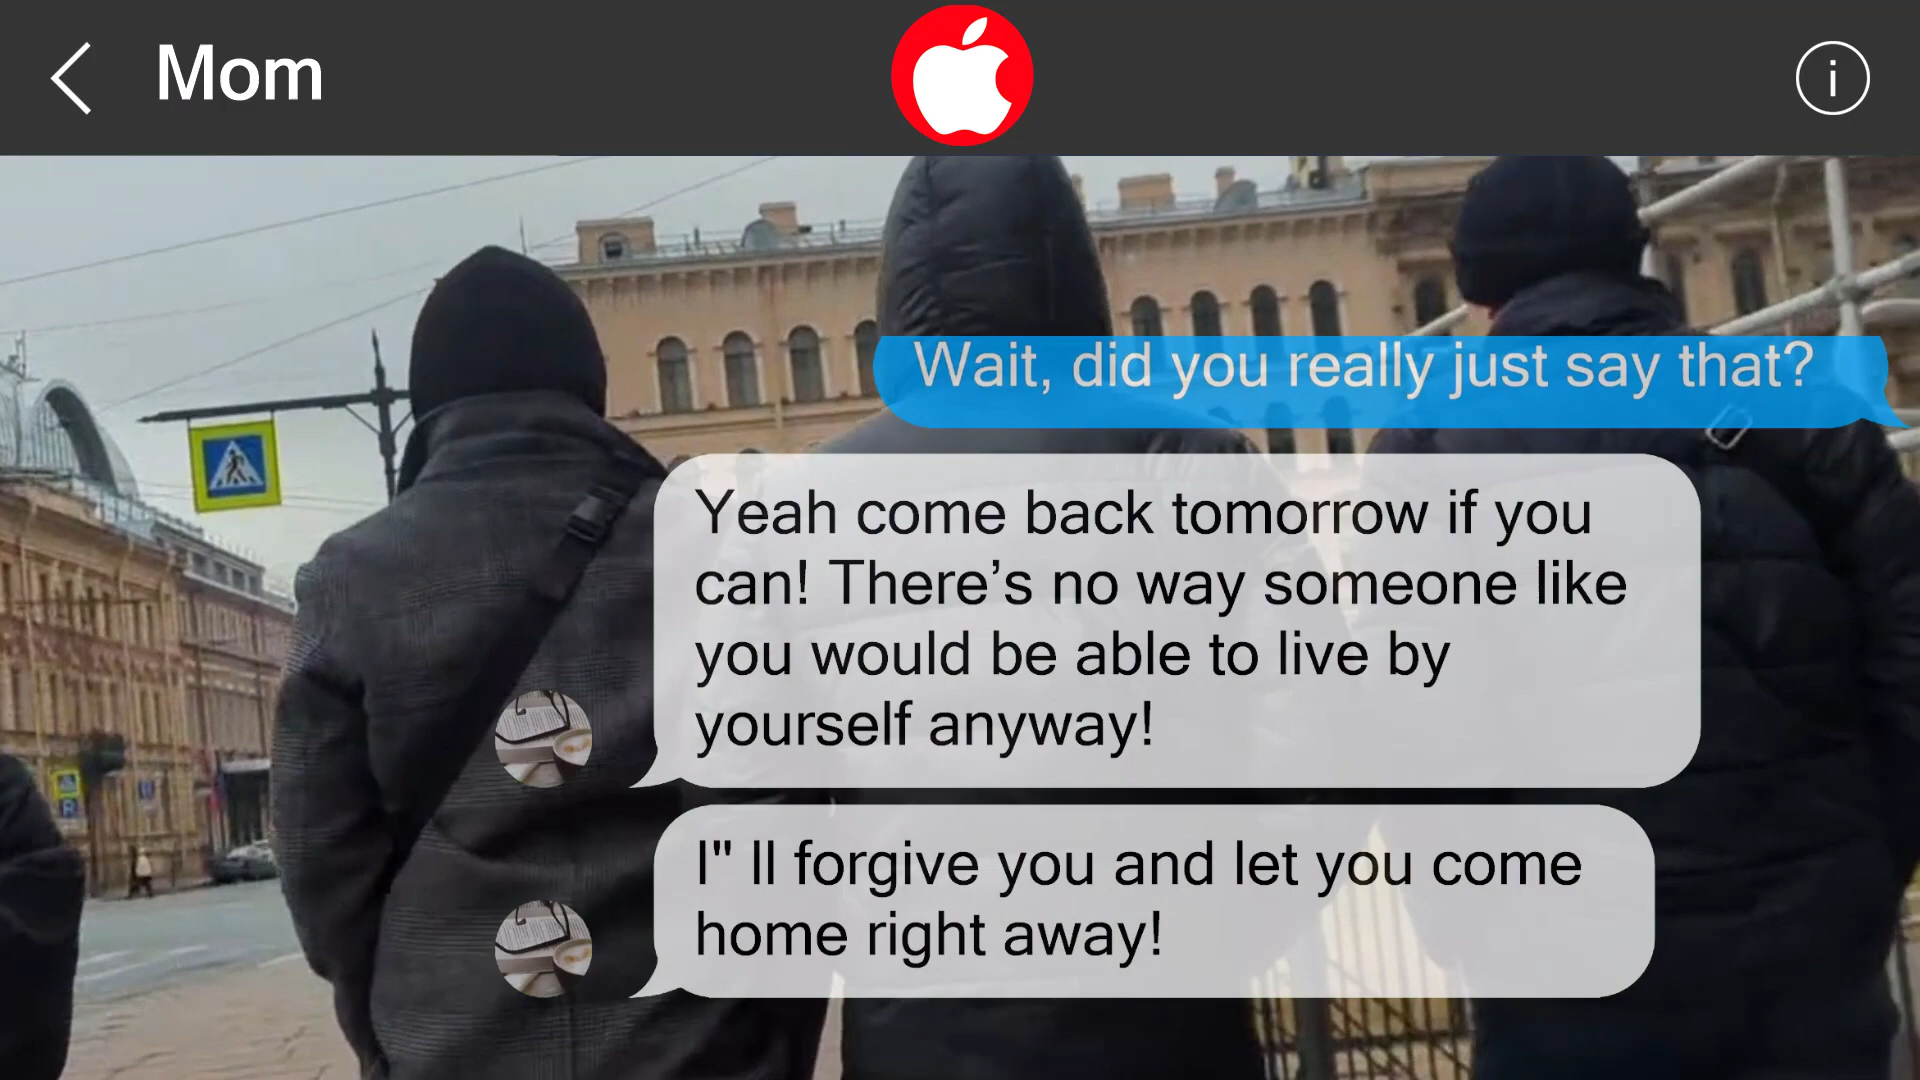 Mom
i
Wait, did you really just say that?
Yeah come back tomorrow if you
can! There’s no way someone like
you would be able to live by
yourself anyway!
I" ll forgive you and let you come
home right away!